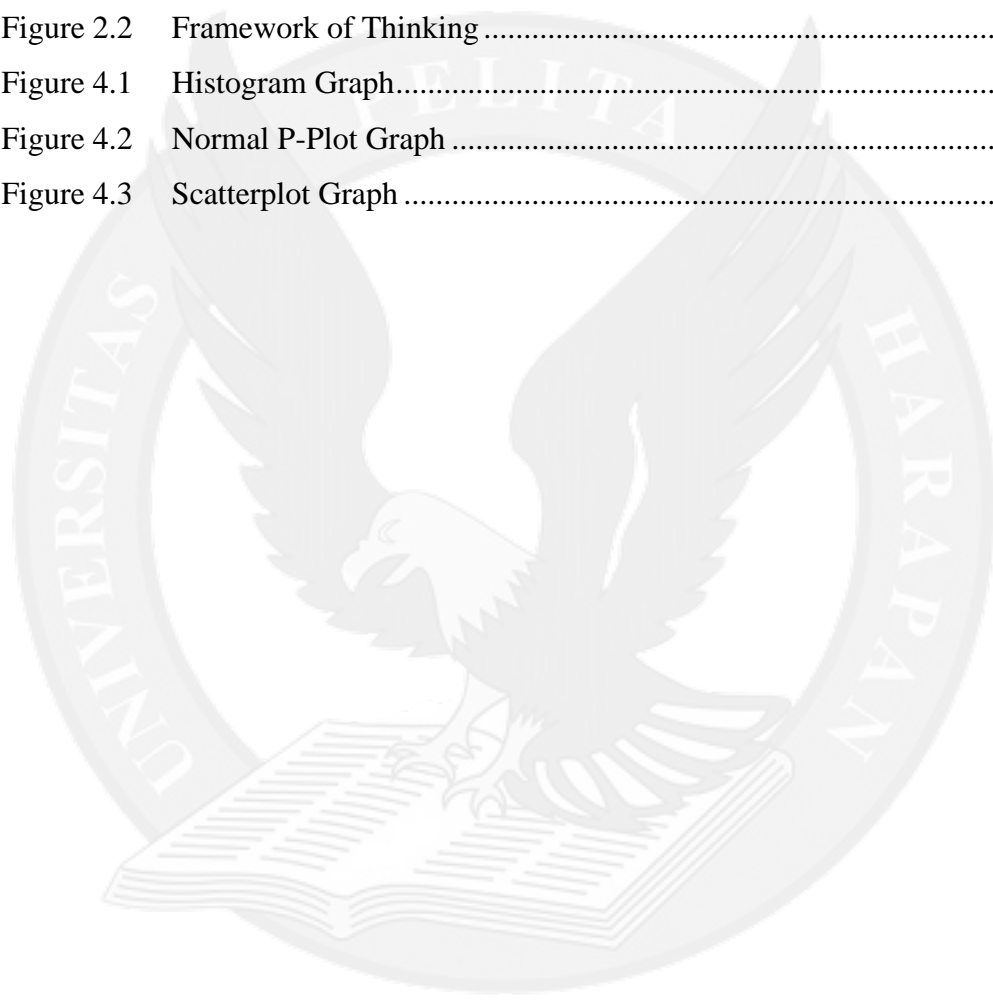 Figure 2.2 Framework of Thinking ................................................................
Figure 4.1 Histogram Graph...........................................................................
Figure 4.2 Normal P-Plot Graph ....................................................................
Figure 4.3 Scatterplot Graph ..........................................................................
UNIVERSITAS PELITA HARAPAN